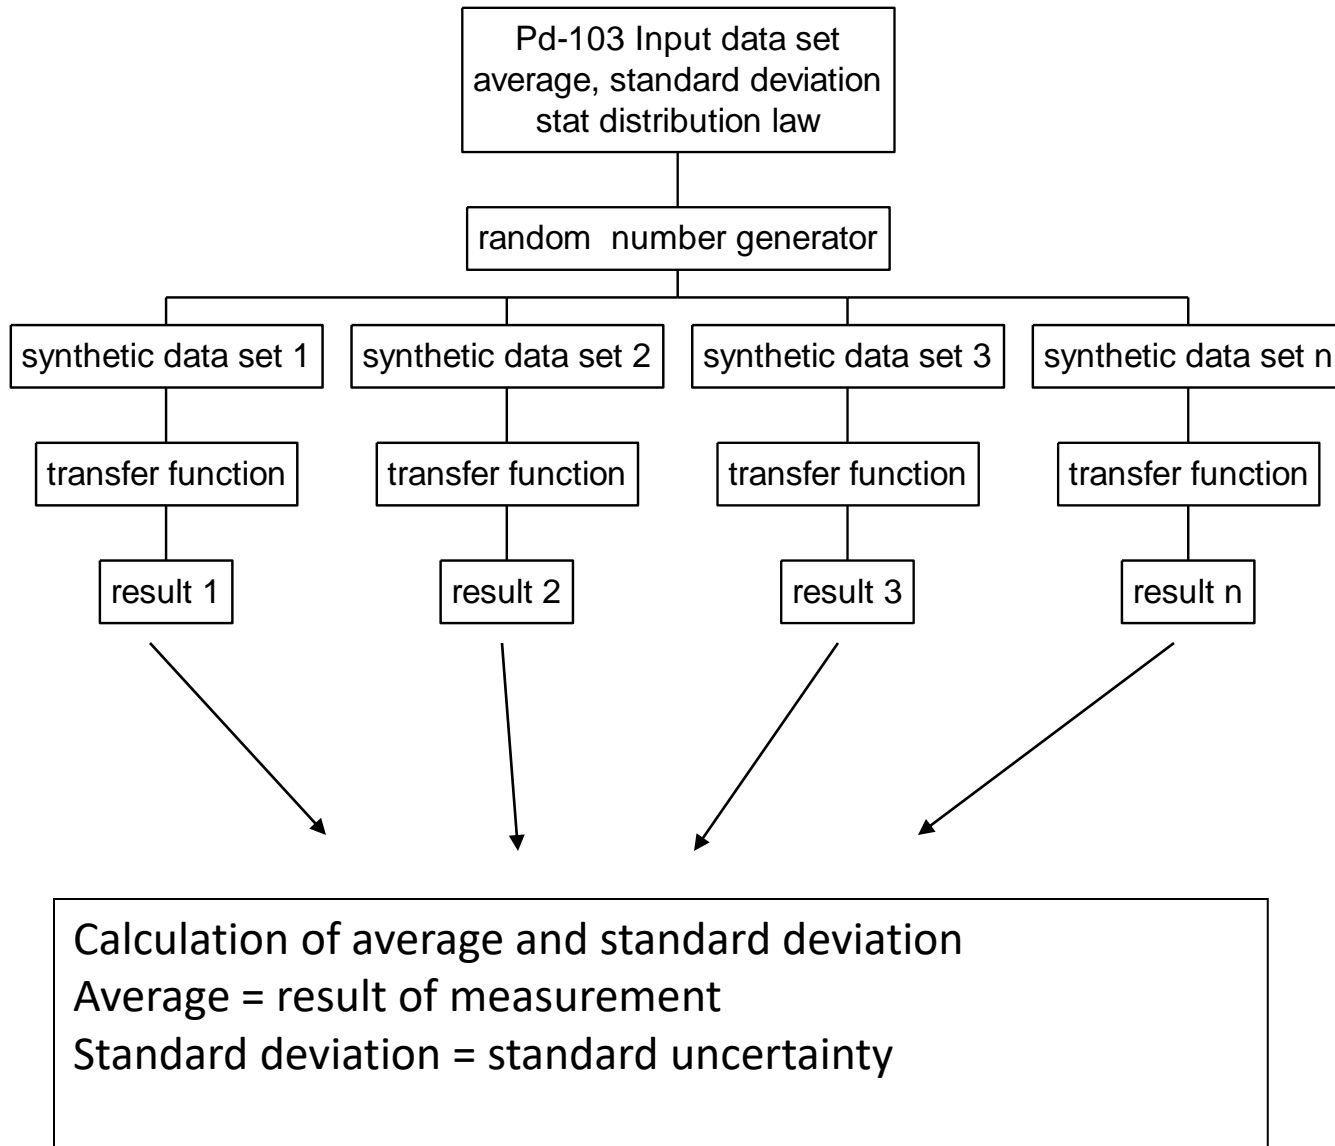 Pd-103 Input data set
average, standard deviation
stat distribution law
random  number generator
synthetic data set 1
synthetic data set 2
synthetic data set 3
synthetic data set n
transfer function
transfer function
transfer function
transfer function
result 1
result 2
result 3
result n
Calculation of average and standard deviation
Average = result of measurement
Standard deviation = standard uncertainty